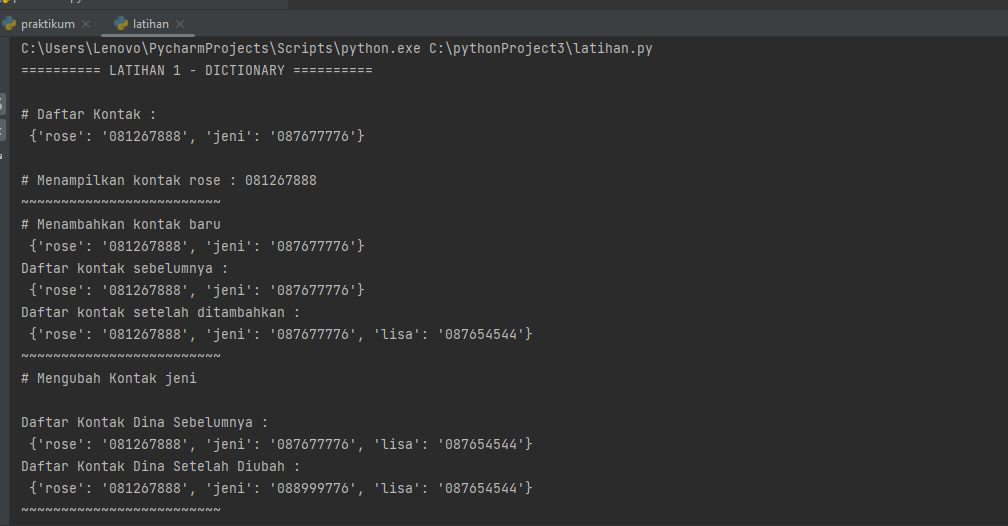 praktikum × latihan ×
C:\Users\Lenovo\PycharmProjects\Scripts\python.exe C:\pythonProject3\latihan.py
========== LATIHAN 1 - DICTIONARY ==========
# Daftar Kontak :
{'rose': '081267888', 'jeni': '087677776'}
# Menampilkan kontak rose : 081267888
~~~~~~~~~~~~~~~~~~~~~~~~~
# Menambahkan kontak baru
{'rose': '081267888', 'jeni': '087677776'}
Daftar kontak sebelumnya :
{'rose': '081267888', 'jeni': '087677776'}
Daftar kontak setelah ditambahkan :
{'rose': '081267888', 'jeni': '087677776', 'lisa': '087654544'}
~~~~~~~~~~~~~~~~~~~~~~~~~
# Mengubah Kontak jeni
Daftar Kontak Dina Sebelumnya :
{'rose': '081267888', 'jeni': '087677776', 'lisa': '087654544'}
Daftar Kontak Dina Setelah Diubah :
{'rose': '081267888', 'jeni': '088999776', 'lisa': '087654544'}
~~~~~~~~~~~~~~~~~~~~~~~~~